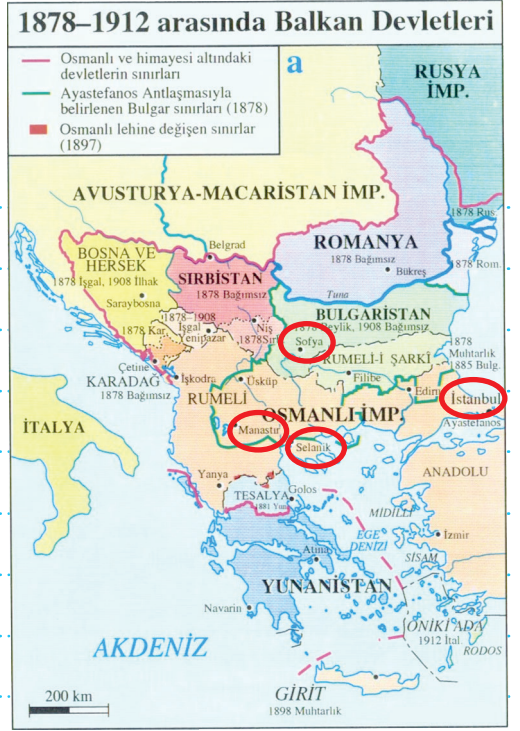 1878–1912 arasında Balkan Devletleri
Osmanlı ve himayesi altındaki
devletlerin sınırları
Ayastefanos Antlaşmasıyla
belirlenen Bulgar sınırları (1878)
Osmanlı lehine değişen sınırlar
(1897)
a
RUSYA
İMP.
AVUSTURYA-MACARİSTAN İMP.
1878 Rus.
ROMANYA
1878 Bağımsız
Bükreş
1878 Rom.
Tuna
Belgrad
BOSNA VE
HERSEK
1878 İşgal, 1908 İlhak
Saraybosna
SIRBİSTAN
1878 Bağımsız
1878–1908
İşgal
Yenipazar
Niş
1878 Kar.
BULGARİSTAN
1878 Beylik, 1908 Bağımsız
Sofya
RUMELİ-İ ŞARKİ
Filibe
1878
Muhtarlık
1885 Bulg.
Çetine
KARADAĞ
1878 Bağımsız
İşkodra
Üsküp
RUMELİ
Edirn
İstanbul
OSMANLI İMP.
Ayastefanos
Manastır
Selanik
İTALYA
Yanya
TESALYA
Golos
ANADOLU
MİDİLLİ
EGE
DENİZİ
İzmir
SİSAM
Atina
YUNANİSTAN
Navarin
ONİKİ ADA
1912 İtal.
RODOS
AKDENİZ
GİRİT
1898 Muhtarlık
200 km